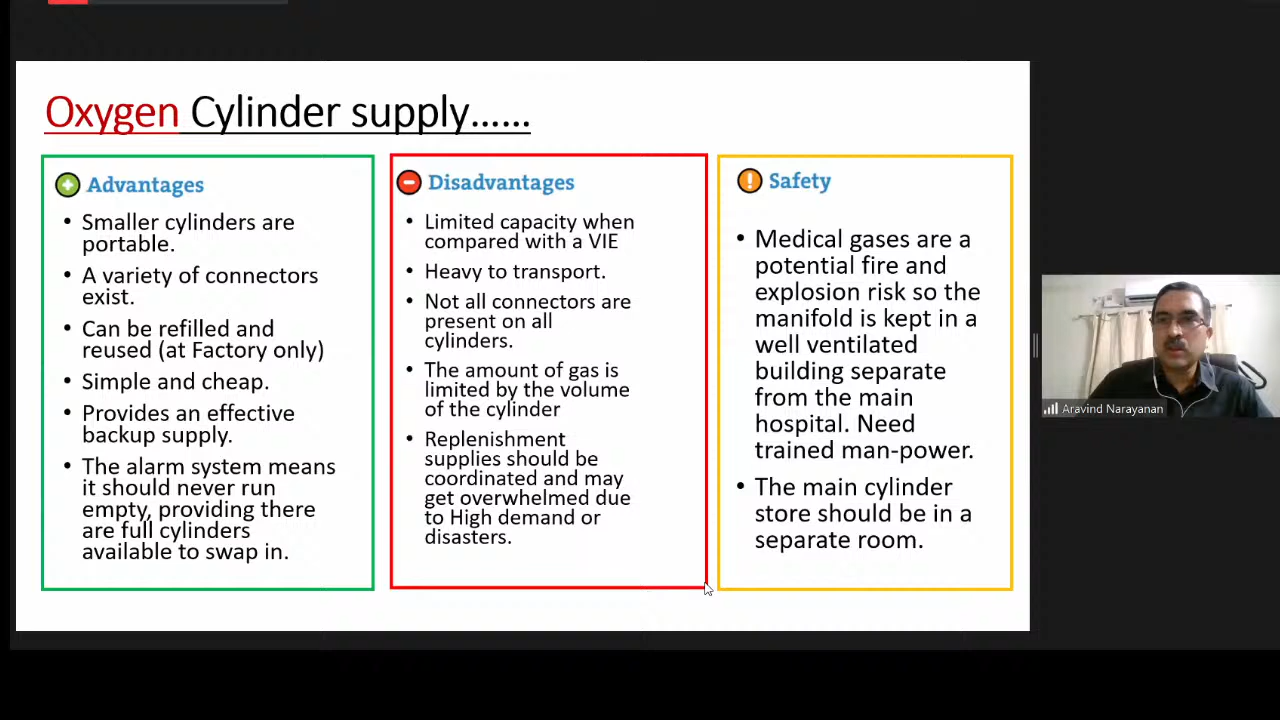 Oxygen Cylinder supply......
Advantages
• Smaller cylinders are
portable.
• A variety of connectors
exist.
• Can be refilled and
reused (at Factory only)
• Simple and cheap.
• Provides an effective
backup supply.
• The alarm system means
it should never run
empty, providing there
are full cylinders
available to swap in.
Disadvantages
• Limited capacity when
compared with a VIE
• Heavy to transport.
• Not all connectors are
present on all
cylinders.
• The amount of gas is
limited by the volume
of the cylinder
• Replenishment
supplies should be
coordinated and may
get overwhelmed due
to High demand or
disasters.
Safety
• Medical gases are a
potential fire and
explosion risk so the
manifold is kept in a
well ventilated
building separate
from the main
hospital. Need
trained man-power.
• The main cylinder
store should be in a
separate room.
Aravind Narayanan